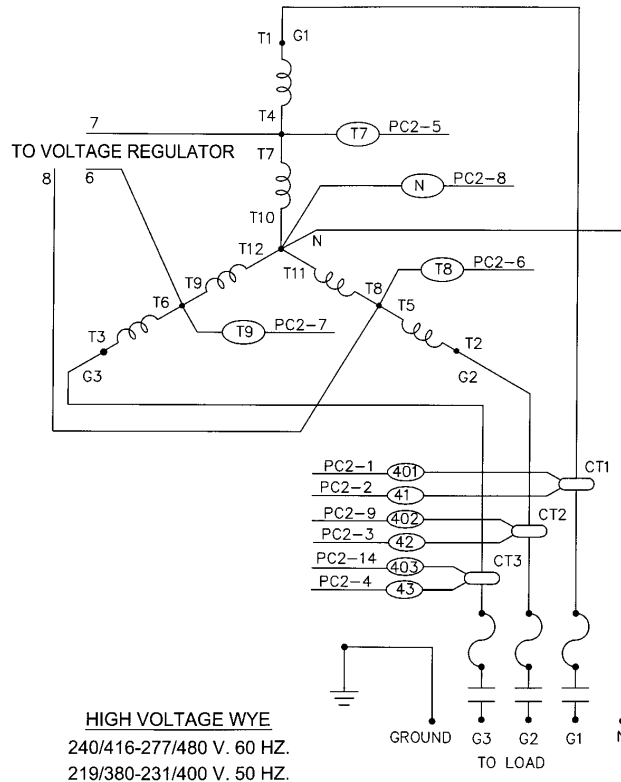 T1 G1
T4
7
T7 PC2-5
TO VOLTAGE REGULATOR
T7
8 6
N PC2-8
T10
T12 N
T9 T11
T8 PC2-6
T6 T8
T5
T9 PC2-7
T3
T2
G3
G2
PC2-1 401
CT1
PC2-2 41
PC2-9 402
CT2
PC2-3 42
PC2-14 403
CT3
PC2-4 43
HIGH VOLTAGE WYE
GROUND G3 G2 G1 N
240/416-277/480 V. 60 HZ.
TO LOAD
219/380-231/400 V. 50 HZ.